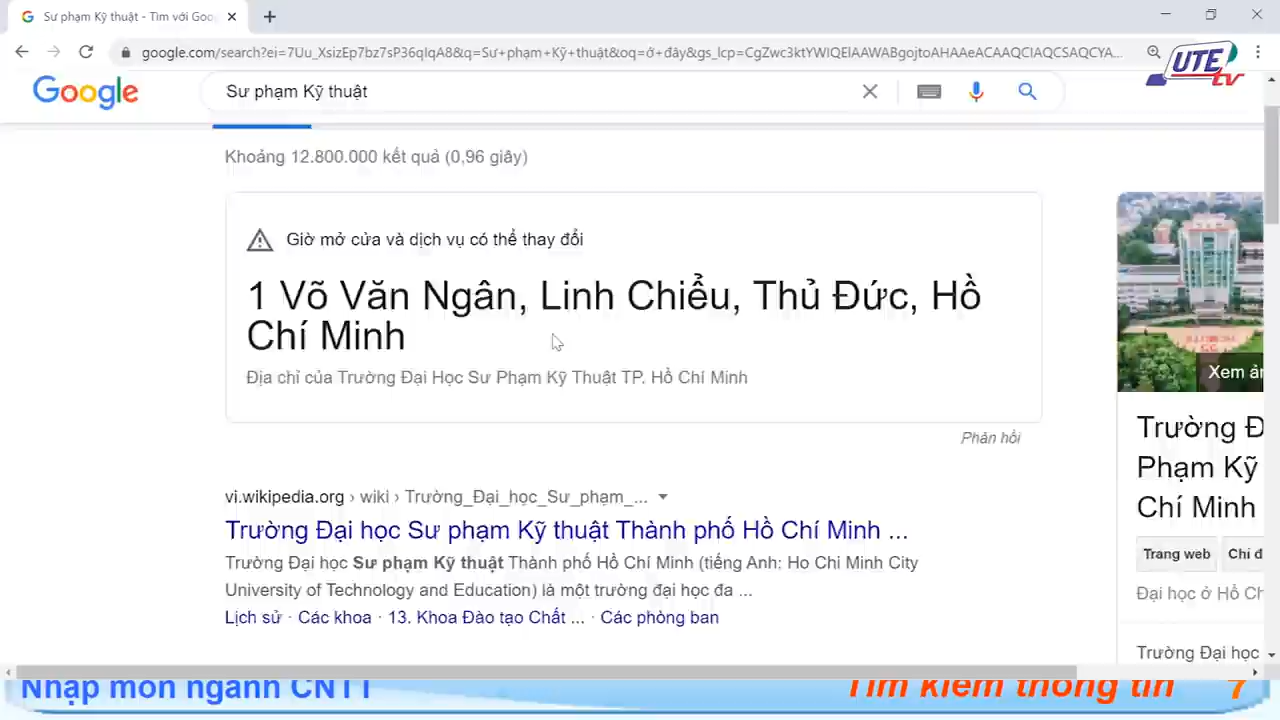 Sư phạm Kỹ thuật - Tìm với Goo
google.com/search?ei=7Uu_XsizEp7bz7sP36qlqA8&q=Sư+phạm+Kỹ+thuật&oq=ở+đây&gs_lcp=CgZwc3ktYWIQEIAAWABgojtoAHAAeACAAQCIAQCSAQCYA...
UTE tv
Google
Sư phạm Kỹ thuật
Khoảng 12.800.000 kết quả (0,96 giây)
Giờ mở cửa và dịch vụ có thể thay đổi
1 Võ Văn Ngân, Linh Chiểu, Thủ Đức, Hồ
Chí Minh
Địa chỉ của Trường Đại Học Sư Phạm Kỹ Thuật TP. Hồ Chí Minh
Phản hồi
Xem ản
Trường Đ
Phạm Kỹ
Chí Minh
Trang web
Chỉ đ
Đại học ở Hồ Ch
Trường Đại học
vi.wikipedia.org › wiki › Trường_Đại_học_Sư_phạm_...
Trường Đại học Sư phạm Kỹ thuật Thành phố Hồ Chí Minh ...
Trường Đại học Sư phạm Kỹ thuật Thành phố Hồ Chí Minh (tiếng Anh: Ho Chi Minh City
University of Technology and Education) là một trường đại học đa ...
Lịch sử · Các khoa · 13. Khoa Đào tạo Chất ... · Các phòng ban
Nhập môn ngành CNTT
Tìm kiếm thông tin
7